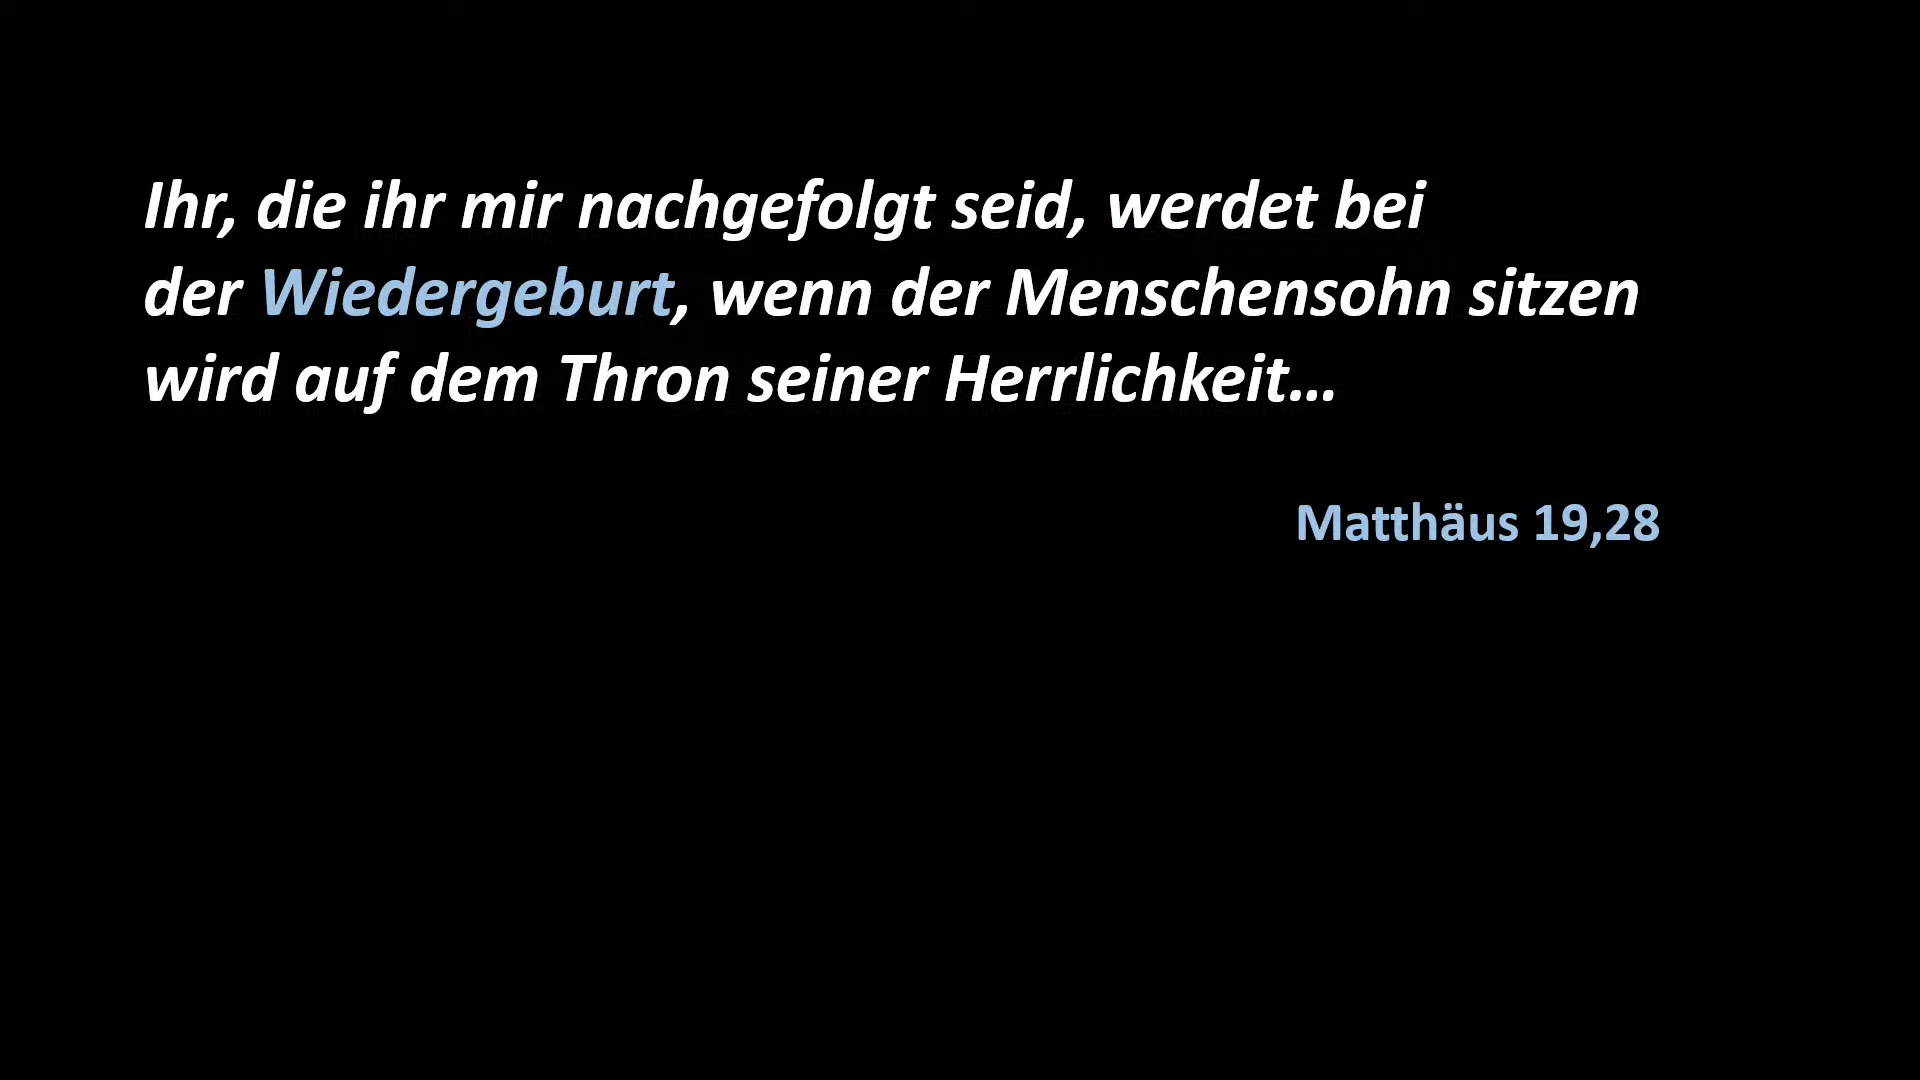 Ihr, die ihr mir nachgefolgt seid, werdet bei
der Wiedergeburt, wenn der Menschensohn sitzen
wird auf dem Thron seiner Herrlichkeit…
Matthäus 19,28